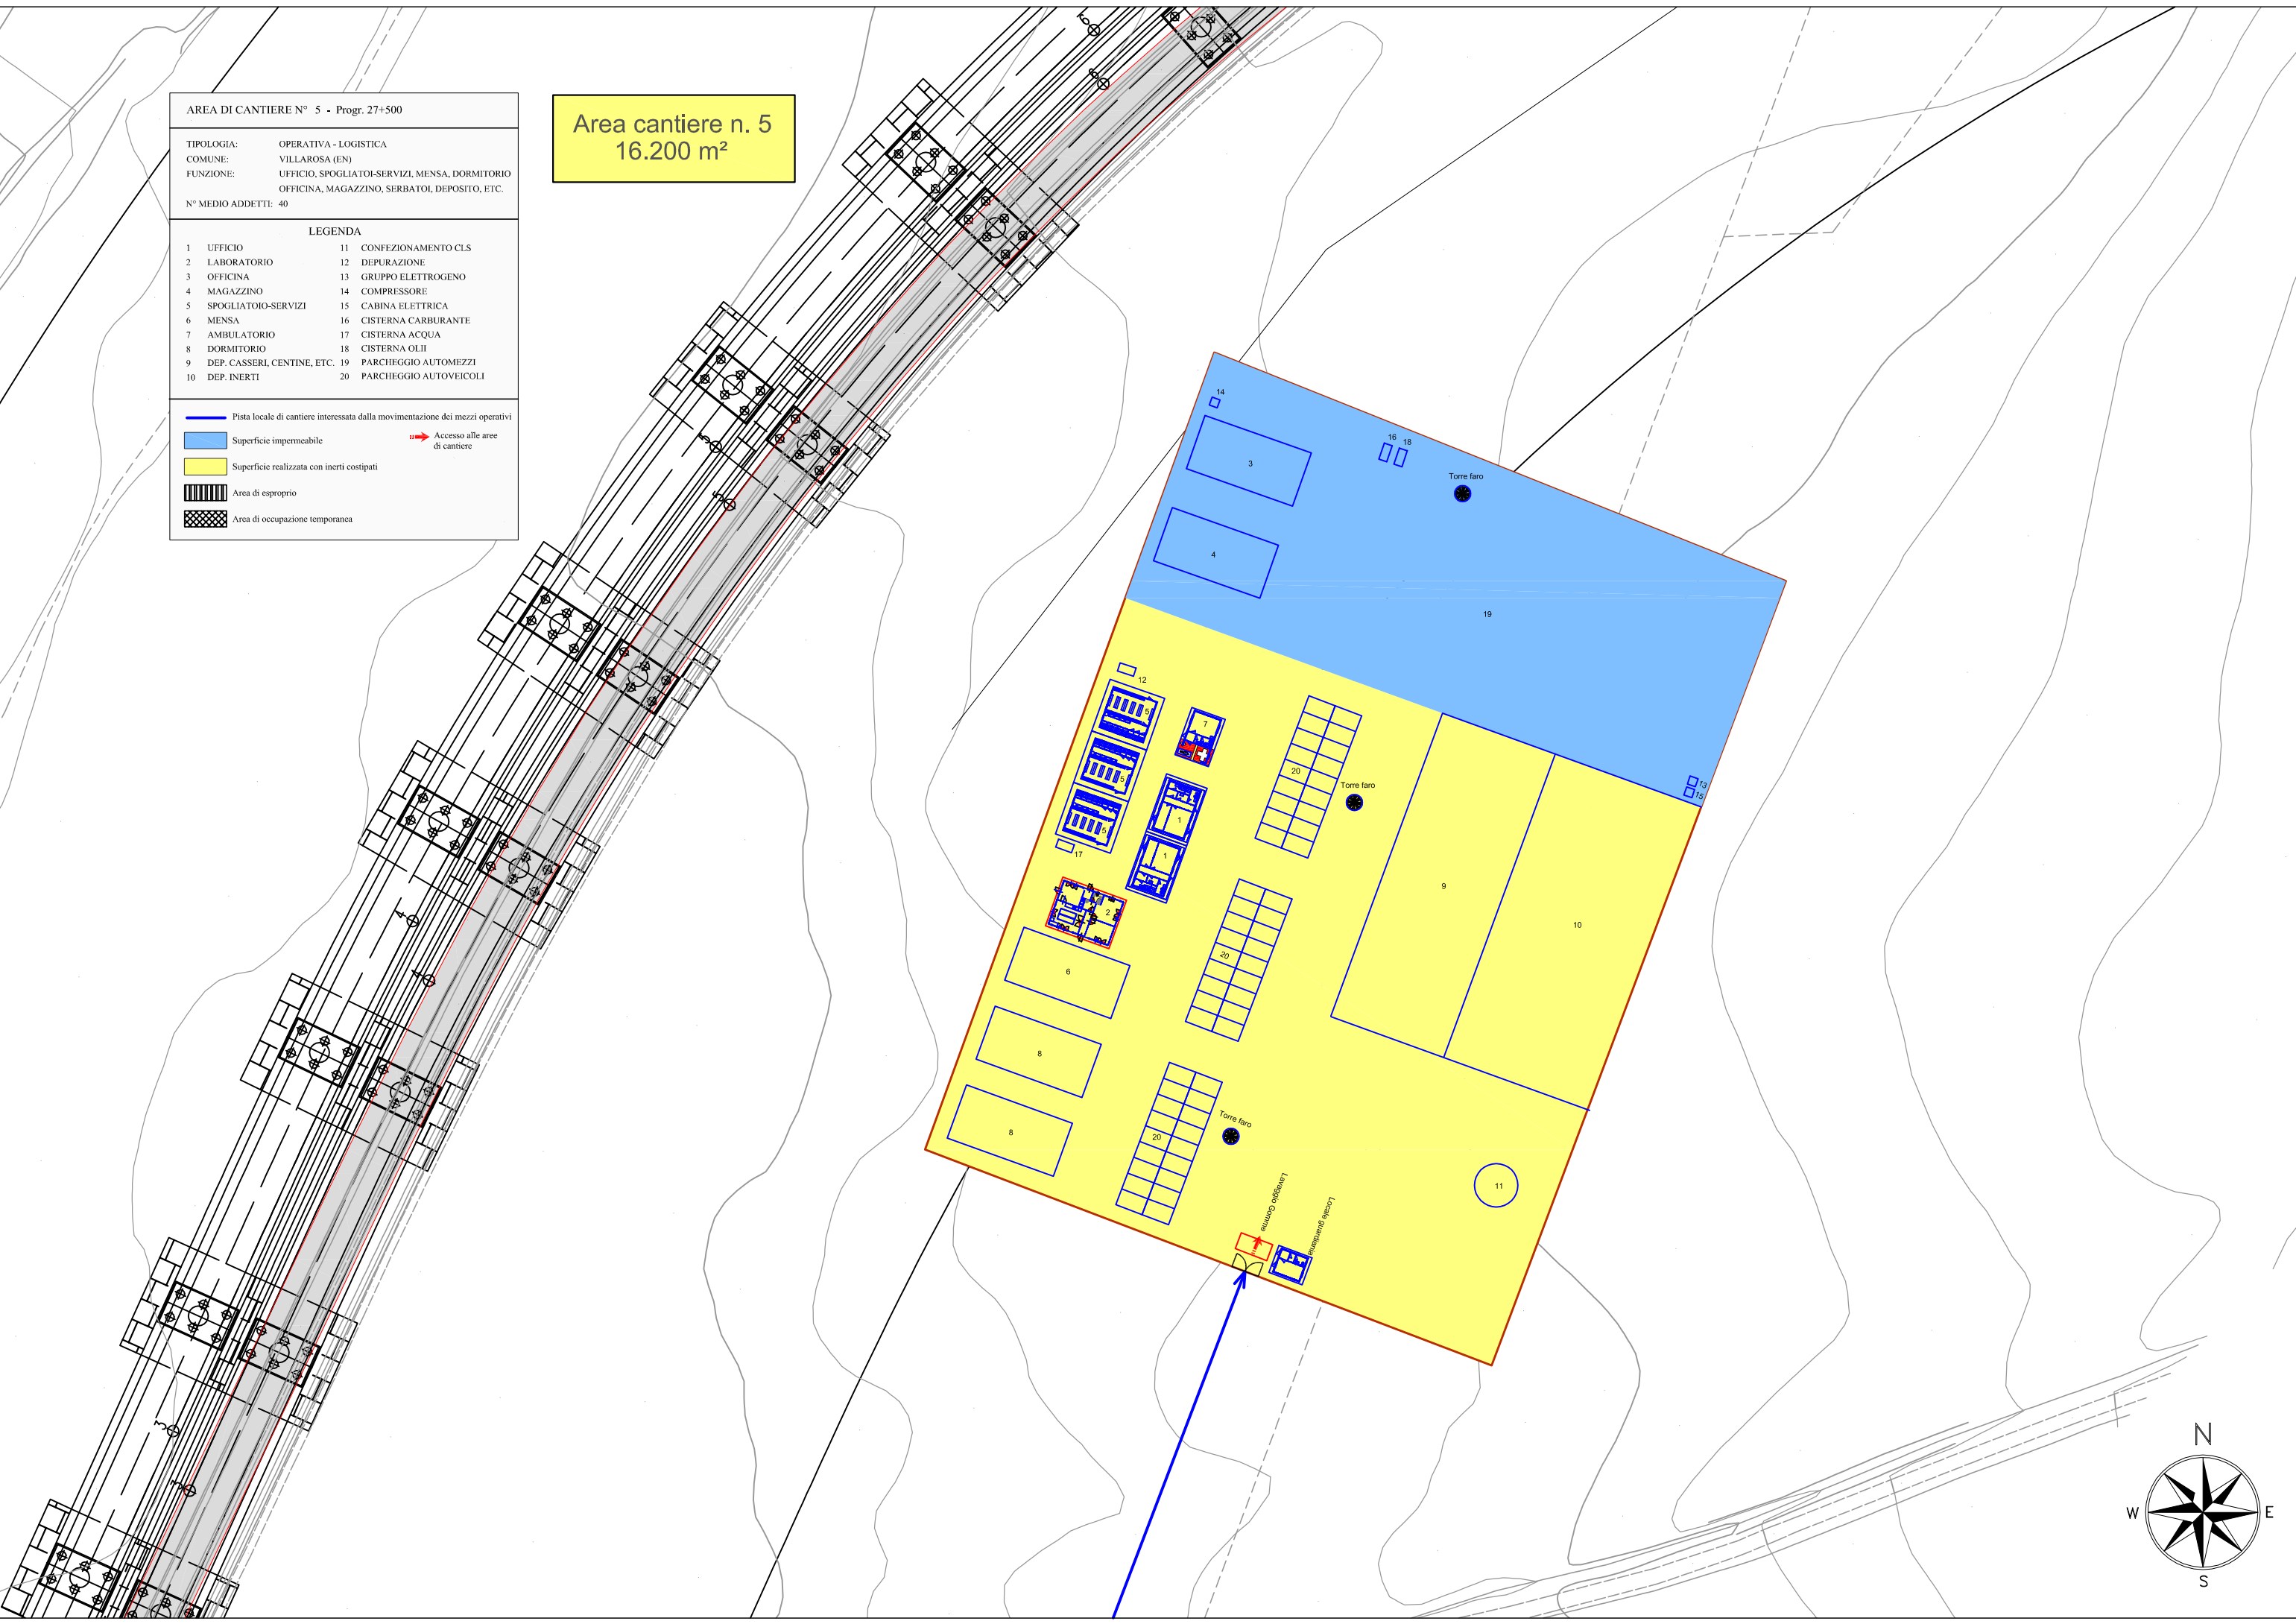 AREA DI CANTIERE N° 5 - Progr. 27+500
TIPOLOGIA: OPERATIVA - LOGISTICA
COMUNE: VILLAROSA (EN)
FUNZIONE: UFFICIO, SPOGLIATOI-SERVIZI, MENSA, DORMITORIO
OFFICINA, MAGAZZINO, SERBATOI, DEPOSITO, ETC.
N° MEDIO ADDETTI: 40
LEGENDA
1 UFFICIO 11 CONFEZIONAMENTO CLS
2 LABORATORIO 12 DEPURAZIONE
3 OFFICINA 13 GRUPPO ELETTROGENO
4 MAGAZZINO 14 COMPRESSORE
5 SPOGLIATOIO-SERVIZI 15 CABINA ELETTRICA
6 MENSA 16 CISTERNA CARBURANTE
7 AMBULATORIO 17 CISTERNA ACQUA
8 DORMITORIO 18 CISTERNA OLII
9 DEP. CASSERI, CENTINE, ETC. 19 PARCHEGGIO AUTOMEZZI
10 DEP. INERTI 20 PARCHEGGIO AUTOVEICOLI
Pista locale di cantiere interessata dalla movimentazione dei mezzi operativi
Superficie impermeabile
Accesso alle aree
di cantiere
Superficie realizzata con inerti costipati
Area di esproprio
Area di occupazione temporanea
Area cantiere n. 5
16.200 m²
6
6
5
5
4
4
3
3
14
3
16
18
Torre faro
4
19
12
5
7
5
20
13
15
Torre faro
5
1
17
1
9
2
10
20
6
8
Torre faro
8
20
11
Lavaggio Gomme
Locale guardiania
N
W
E
S